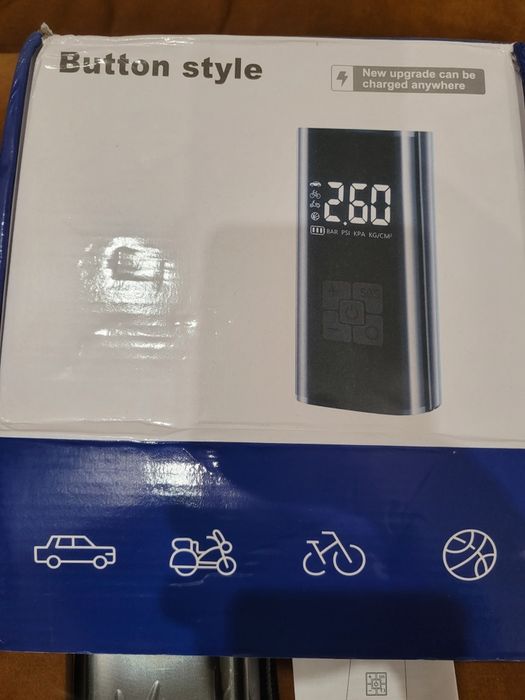 Button style
New upgrade can be
charged anywhere
2.60
BAR PSI KPA KG/CM²